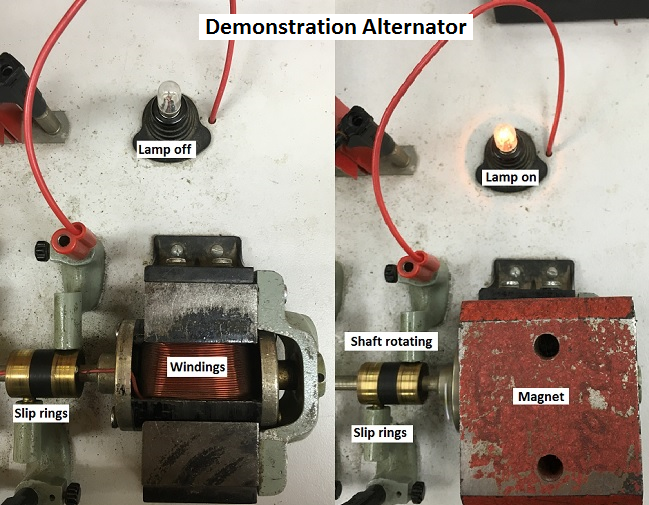 Demonstration Alternator
Lamp off
Windings
Slip rings
Lamp on
Shaft rotating
Magnet
Slip rings